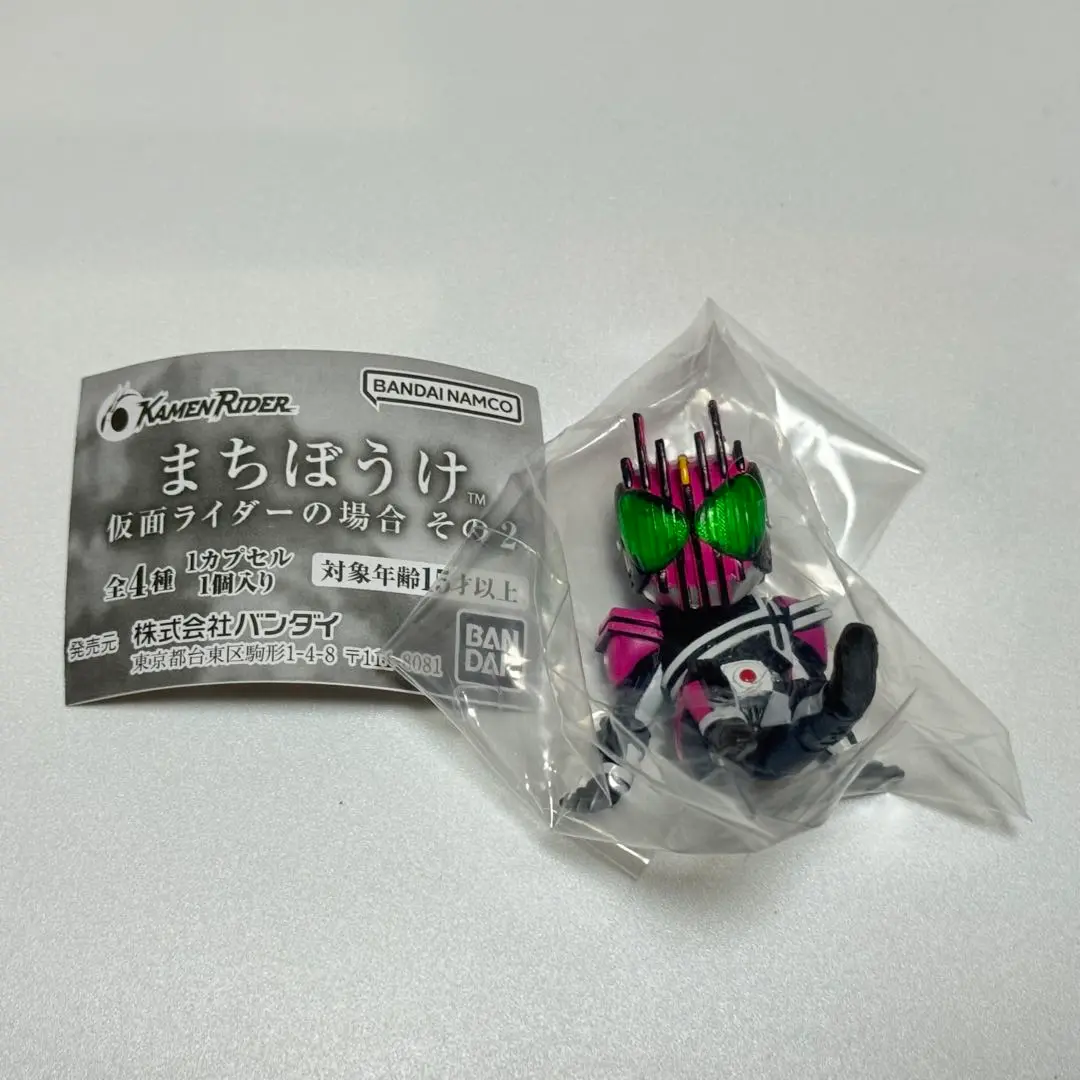 KAMEN RIDER
BANDAI NAMCO
まちぼうけ™
仮面ライダーの場合 その2
全4種 1カプセル 1個入り 対象年齢15才以上
発売元 株式会社バンダイ
東京都台東区駒形1-4-8 〒111-8081
BANDAI